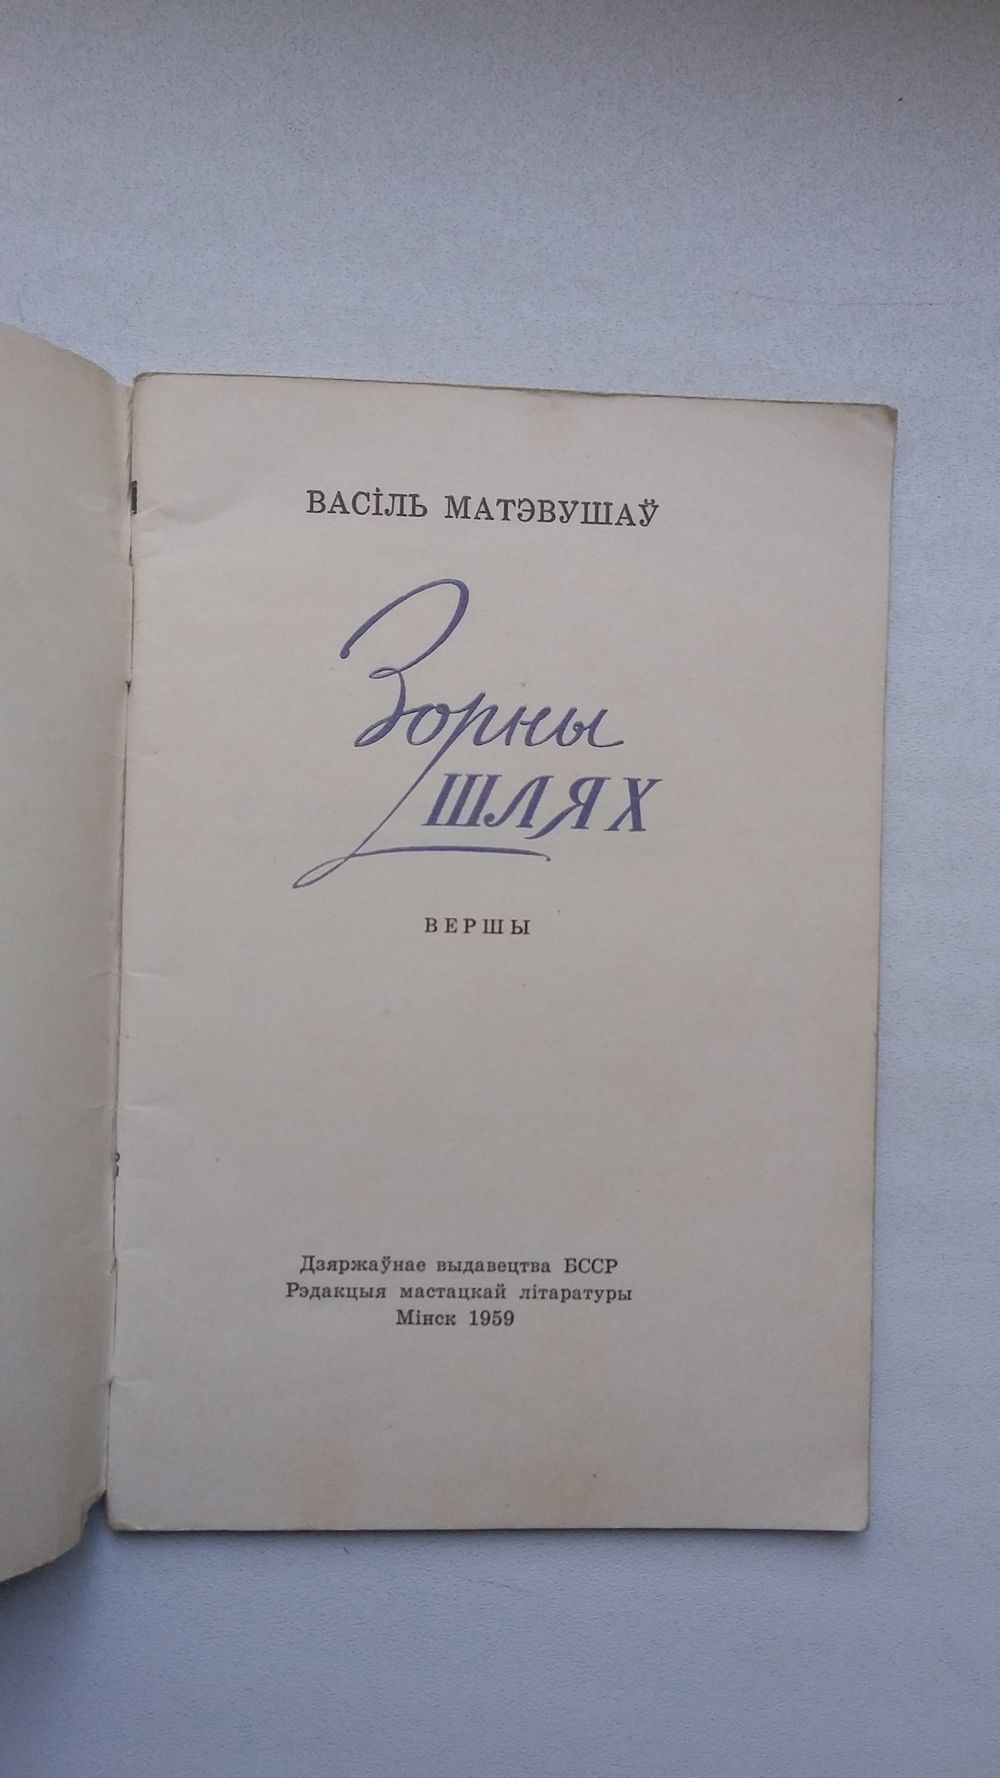 ВАСІЛЬ МАТЭВУШАЎ
Зорны
ШЛЯХ
ВЕРШЫ
Дзяржаўнае выдавецтва БССР
Рэдакцыя мастацкай літаратуры
Мінск 1959